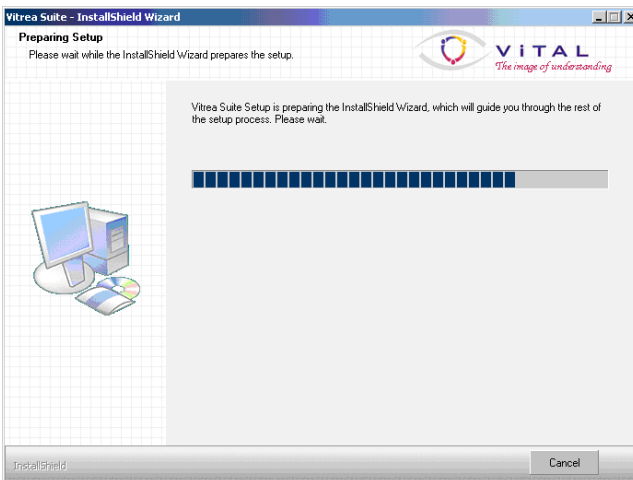 Vitrea Suite - InstallShield Wizard
Preparing Setup
Please wait while the InstallShield Wizard prepares the setup.
ViTAL
The image of understanding
Vitrea Suite Setup is preparing the InstallShield Wizard, which will guide you through the rest of
the setup process. Please wait.
InstallShield
Cancel